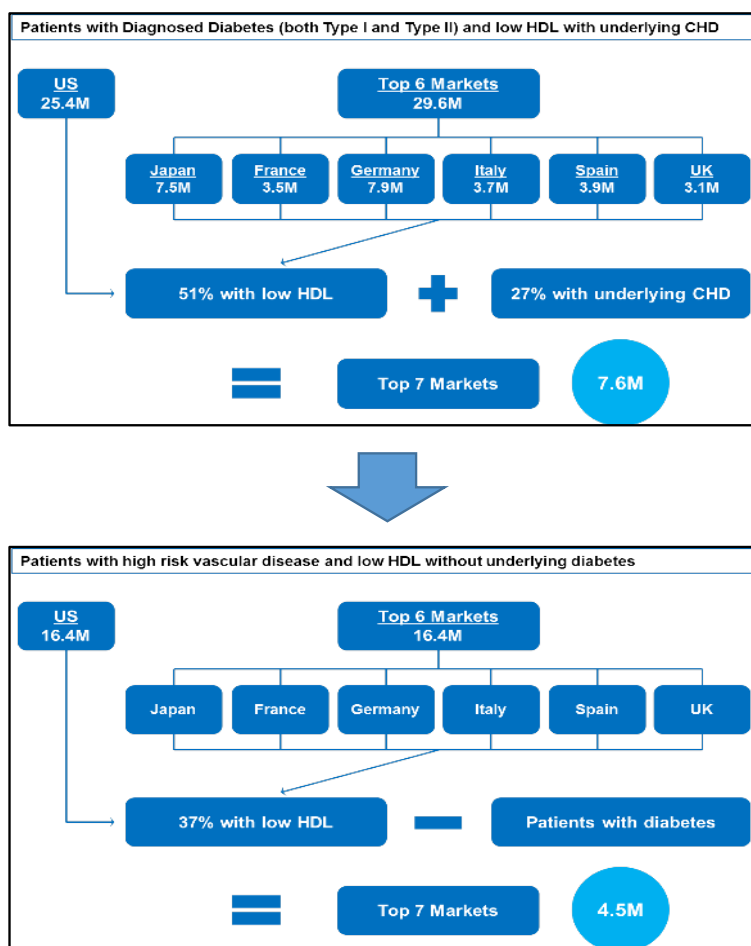 Patients with Diagnosed Diabetes (both Type I and Type II) and low HDL with underlying CHD
US
25.4M
Top 6 Markets
29.6M
Japan
7.5M
France
3.5M
Germany
7.9M
Italy
3.7M
Spain
3.9M
UK
3.1M
51% with low HDL
27% with underlying CHD
Top 7 Markets
7.6M
Patients with high risk vascular disease and low HDL without underlying diabetes
US
16.4M
Top 6 Markets
16.4M
Japan
France
Germany
Italy
Spain
UK
37% with low HDL
Patients with diabetes
Top 7 Markets
4.5M